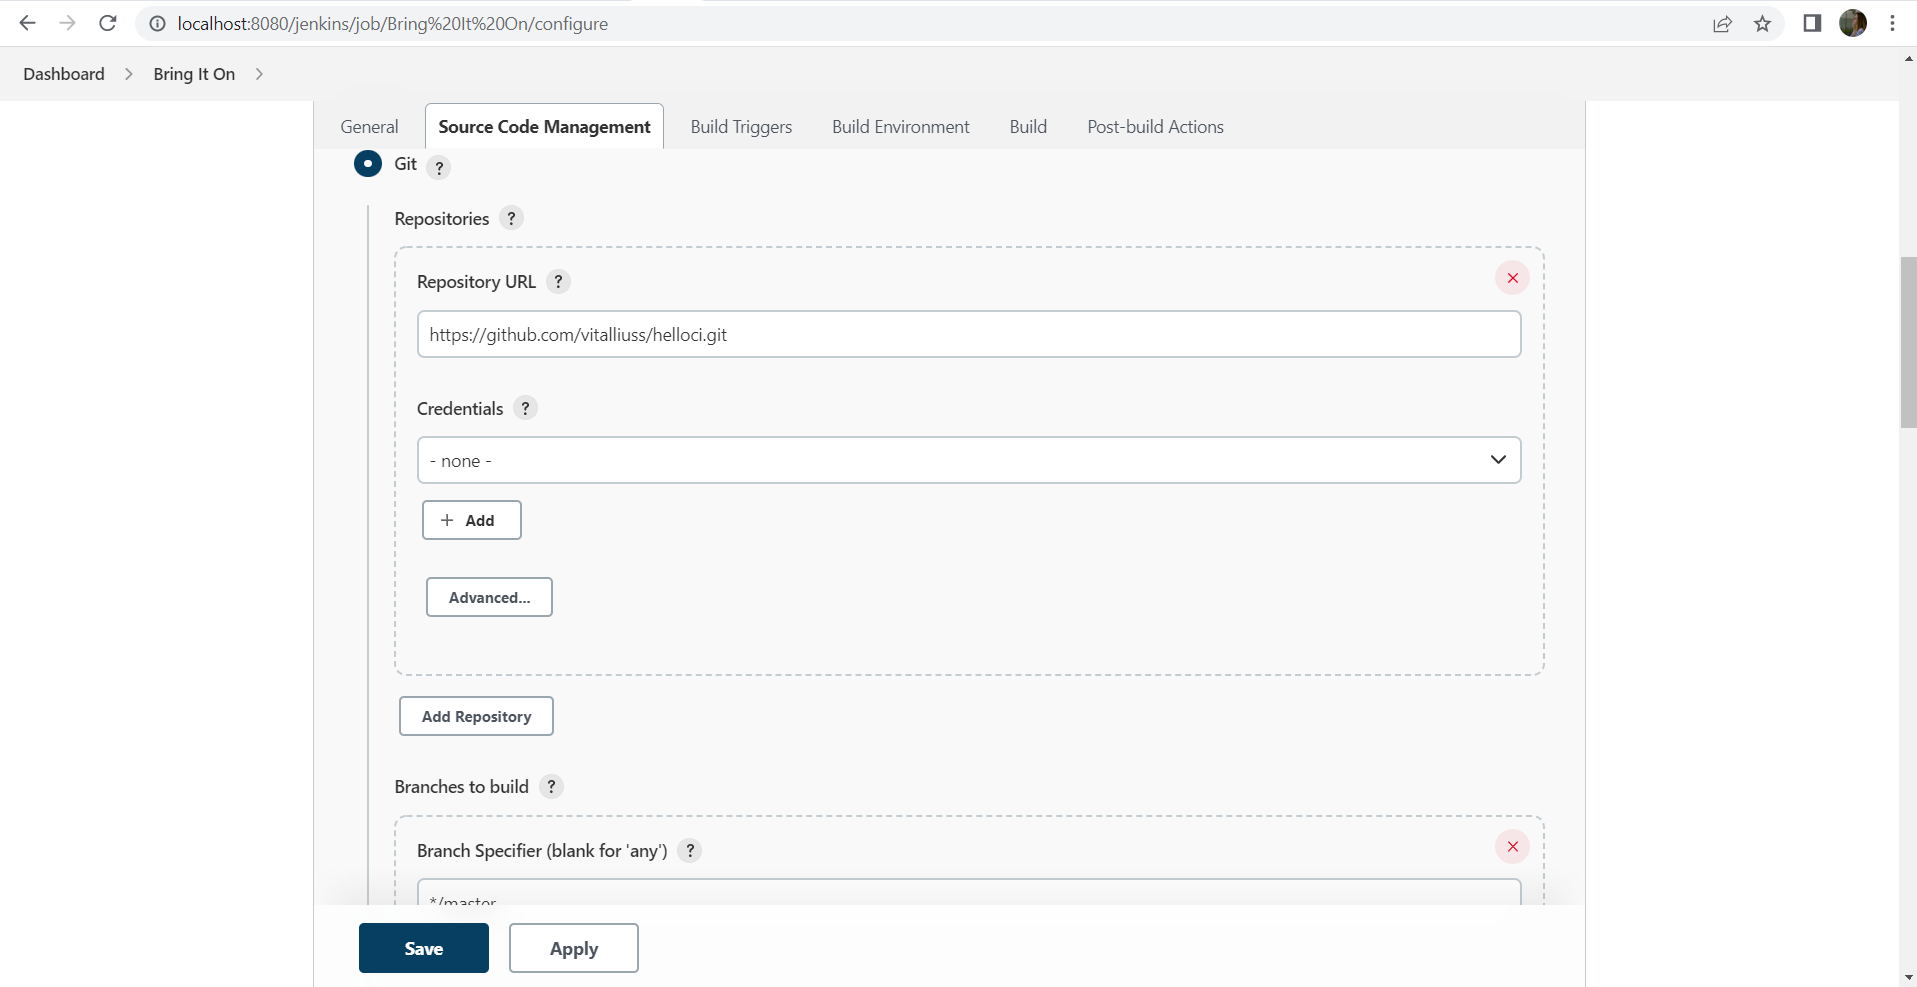 localhost:8080/jenkins/job/Bring%20It%20On/configure
Dashboard Bring It On
General Source Code Management Build Triggers Build Environment Build Post-build Actions
Git ?
Repositories ?
Repository URL ?
https://github.com/vitalliuss/helloci.git
Credentials ?
- none -
+ Add
Advanced...
Add Repository
Branches to build ?
Branch Specifier (blank for 'any') ?
*/master
Save Apply